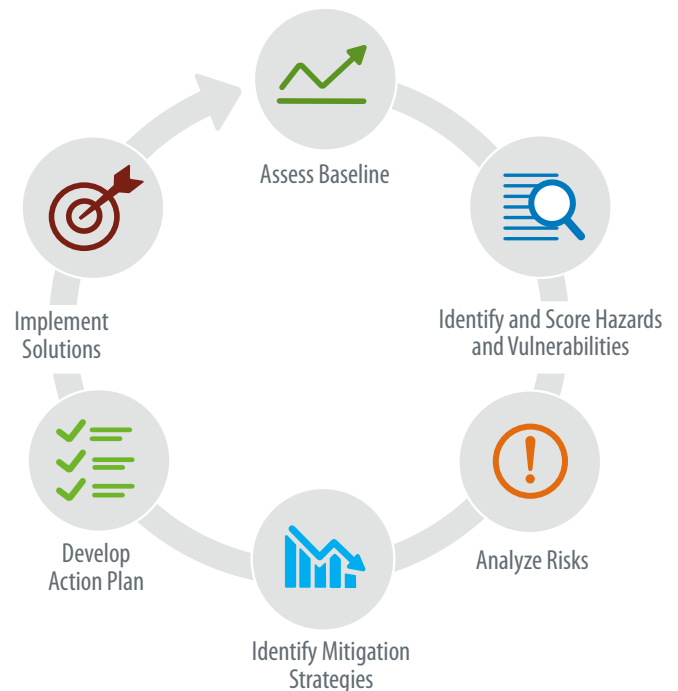 Assess Baseline
Identify and Score Hazards
and Vulnerabilities
Analyze Risks
Identify Mitigation
Strategies
Develop
Action Plan
Implement
Solutions